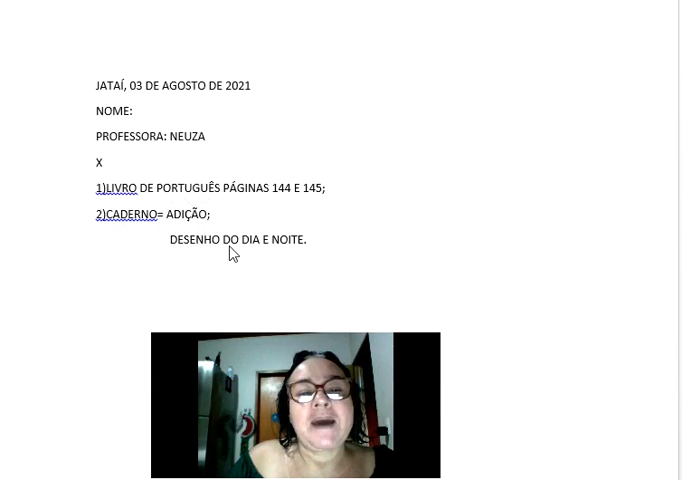 JATAÍ, 03 DE AGOSTO DE 2021
NOME:
PROFESSORA: NEUZA
X
1)LIVRO DE PORTUGUÊS PÁGINAS 144 E 145;
2)CADERNO= ADIÇÃO;
DESENHO DO DIA E NOITE.